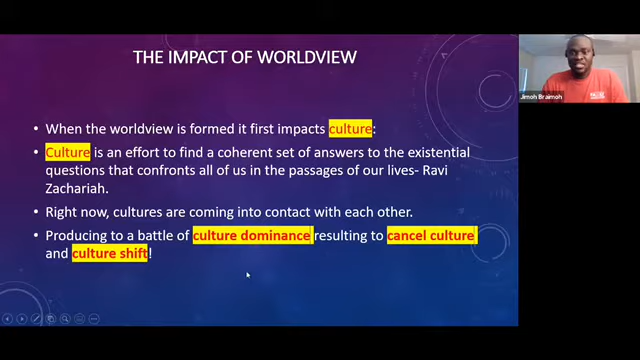 THE IMPACT OF WORLDVIEW
• When the worldview is formed it first impacts culture:
• Culture is an effort to find a coherent set of answers to the existential
questions that confronts all of us in the passages of our lives- Ravi
Zachariah.
• Right now, cultures are coming into contact with each other.
• Producing to a battle of culture dominance resulting to cancel culture
and culture shift!
Jimoh Braimoh